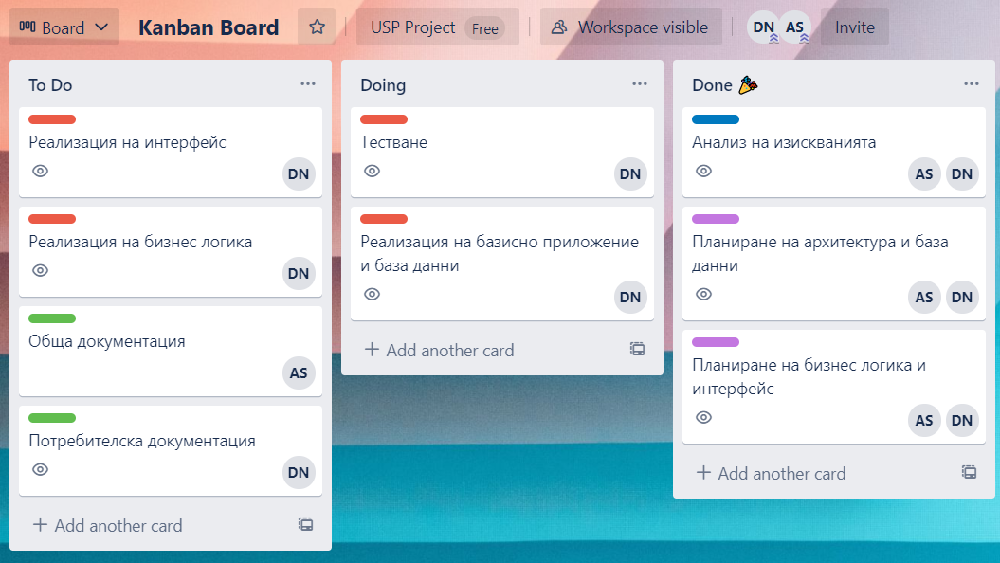 Board
Kanban Board
USP Project Free
Workspace visible
DN AS
Invite
To Do
Реализация на интерфейс
DN
Реализация на бизнес логика
DN
Обща документация
AS
Потребителска документация
DN
Add another card
Doing
Тестване
DN
Реализация на базисно приложение
и база данни
DN
Add another card
Done
Анализ на изискванията
AS DN
Планиране на архитектура и база
данни
AS DN
Планиране на бизнес логика и
интерфейс
AS DN
Add another card